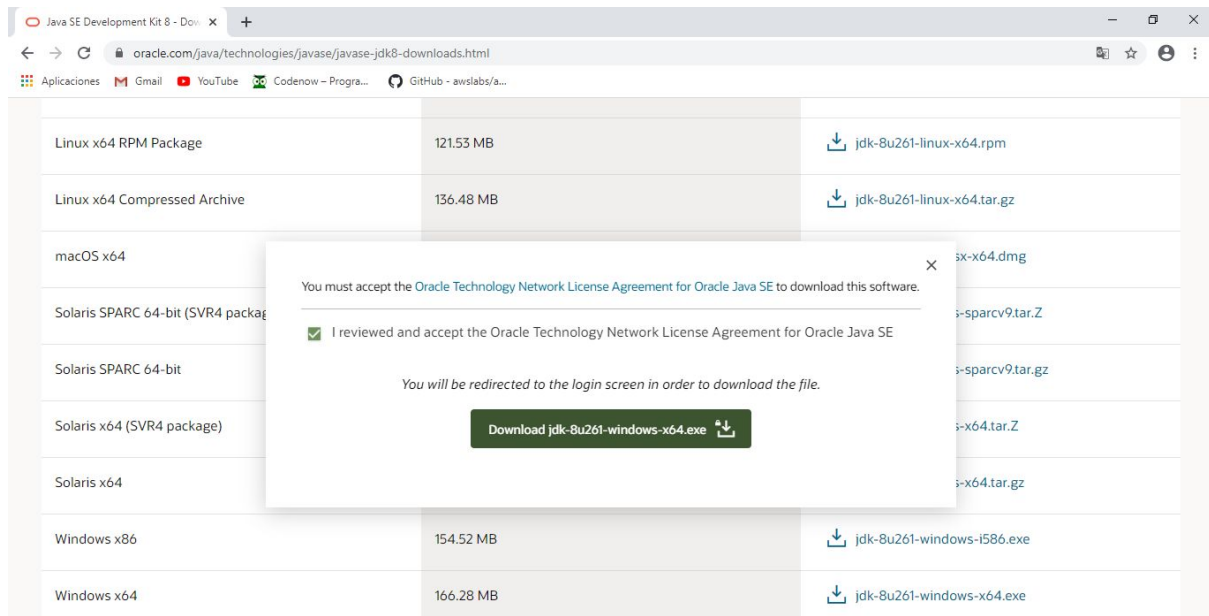 Java SE Development Kit 8 - Dow
oracle.com/java/technologies/javase/javase-jdk8-downloads.html
Aplicaciones Gmail YouTube Codenow – Progra... GitHub - awslabs/a...
Linux x64 RPM Package 121.53 MB jdk-8u261-linux-x64.rpm
Linux x64 Compressed Archive 136.48 MB jdk-8u261-linux-x64.tar.gz
macOS x64 sx-x64.dmg
You must accept the Oracle Technology Network License Agreement for Oracle Java SE to download this software.
Solaris SPARC 64-bit (SVR4 packag s-sparcv9.tar.Z
I reviewed and accept the Oracle Technology Network License Agreement for Oracle Java SE
Solaris SPARC 64-bit s-sparcv9.tar.gz
You will be redirected to the login screen in order to download the file.
Solaris x64 (SVR4 package) s-x64.tar.Z
Download jdk-8u261-windows-x64.exe
Solaris x64 s-x64.tar.gz
Windows x86 154.52 MB jdk-8u261-windows-i586.exe
Windows x64 166.28 MB jdk-8u261-windows-x64.exe